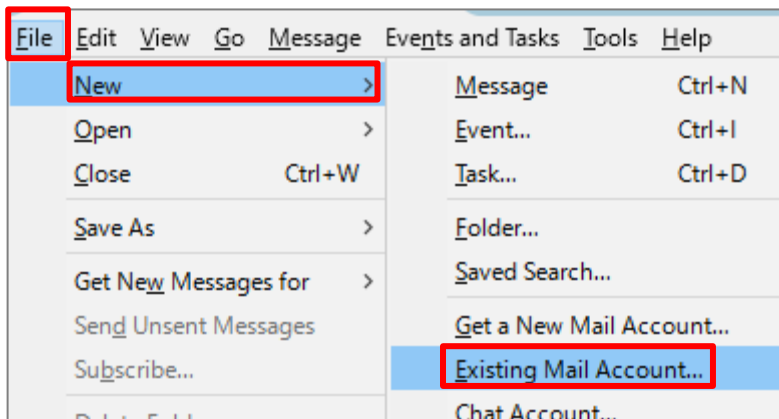 File Edit View Go Message Events and Tasks Tools Help
New > Message Ctrl+N
Open > Event... Ctrl+I
Close Ctrl+W Task... Ctrl+D
Save As > Folder...
Saved Search...
Get New Messages for >
Send Unsent Messages Get a New Mail Account...
Subscribe... Existing Mail Account...
Chat Account...